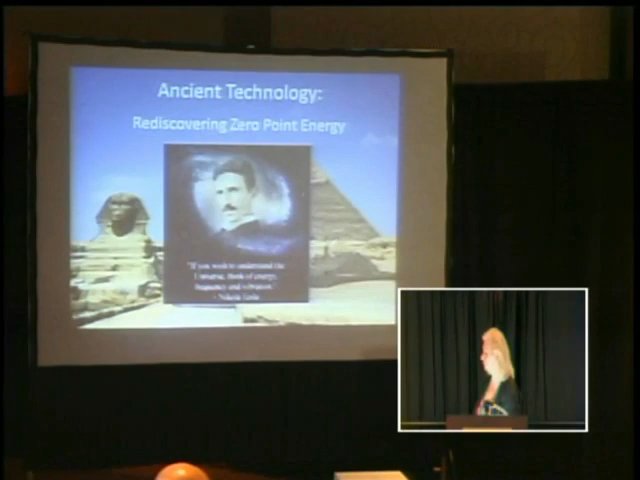 Ancient Technology:
Rediscovering Zero Point Energy
"If you wish to understand the
Universe, think of energy,
frequency and vibration."
- Nikola Tesla